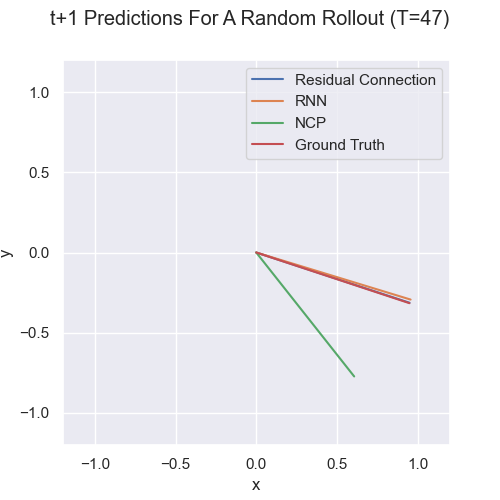 t+1 Predictions For A Random Rollout (T=47)
Residual Connection
RNN
NCP
Ground Truth
1.0
0.5
0.0
−0.5
−1.0
y
−1.0 −0.5 0.0 0.5 1.0
x